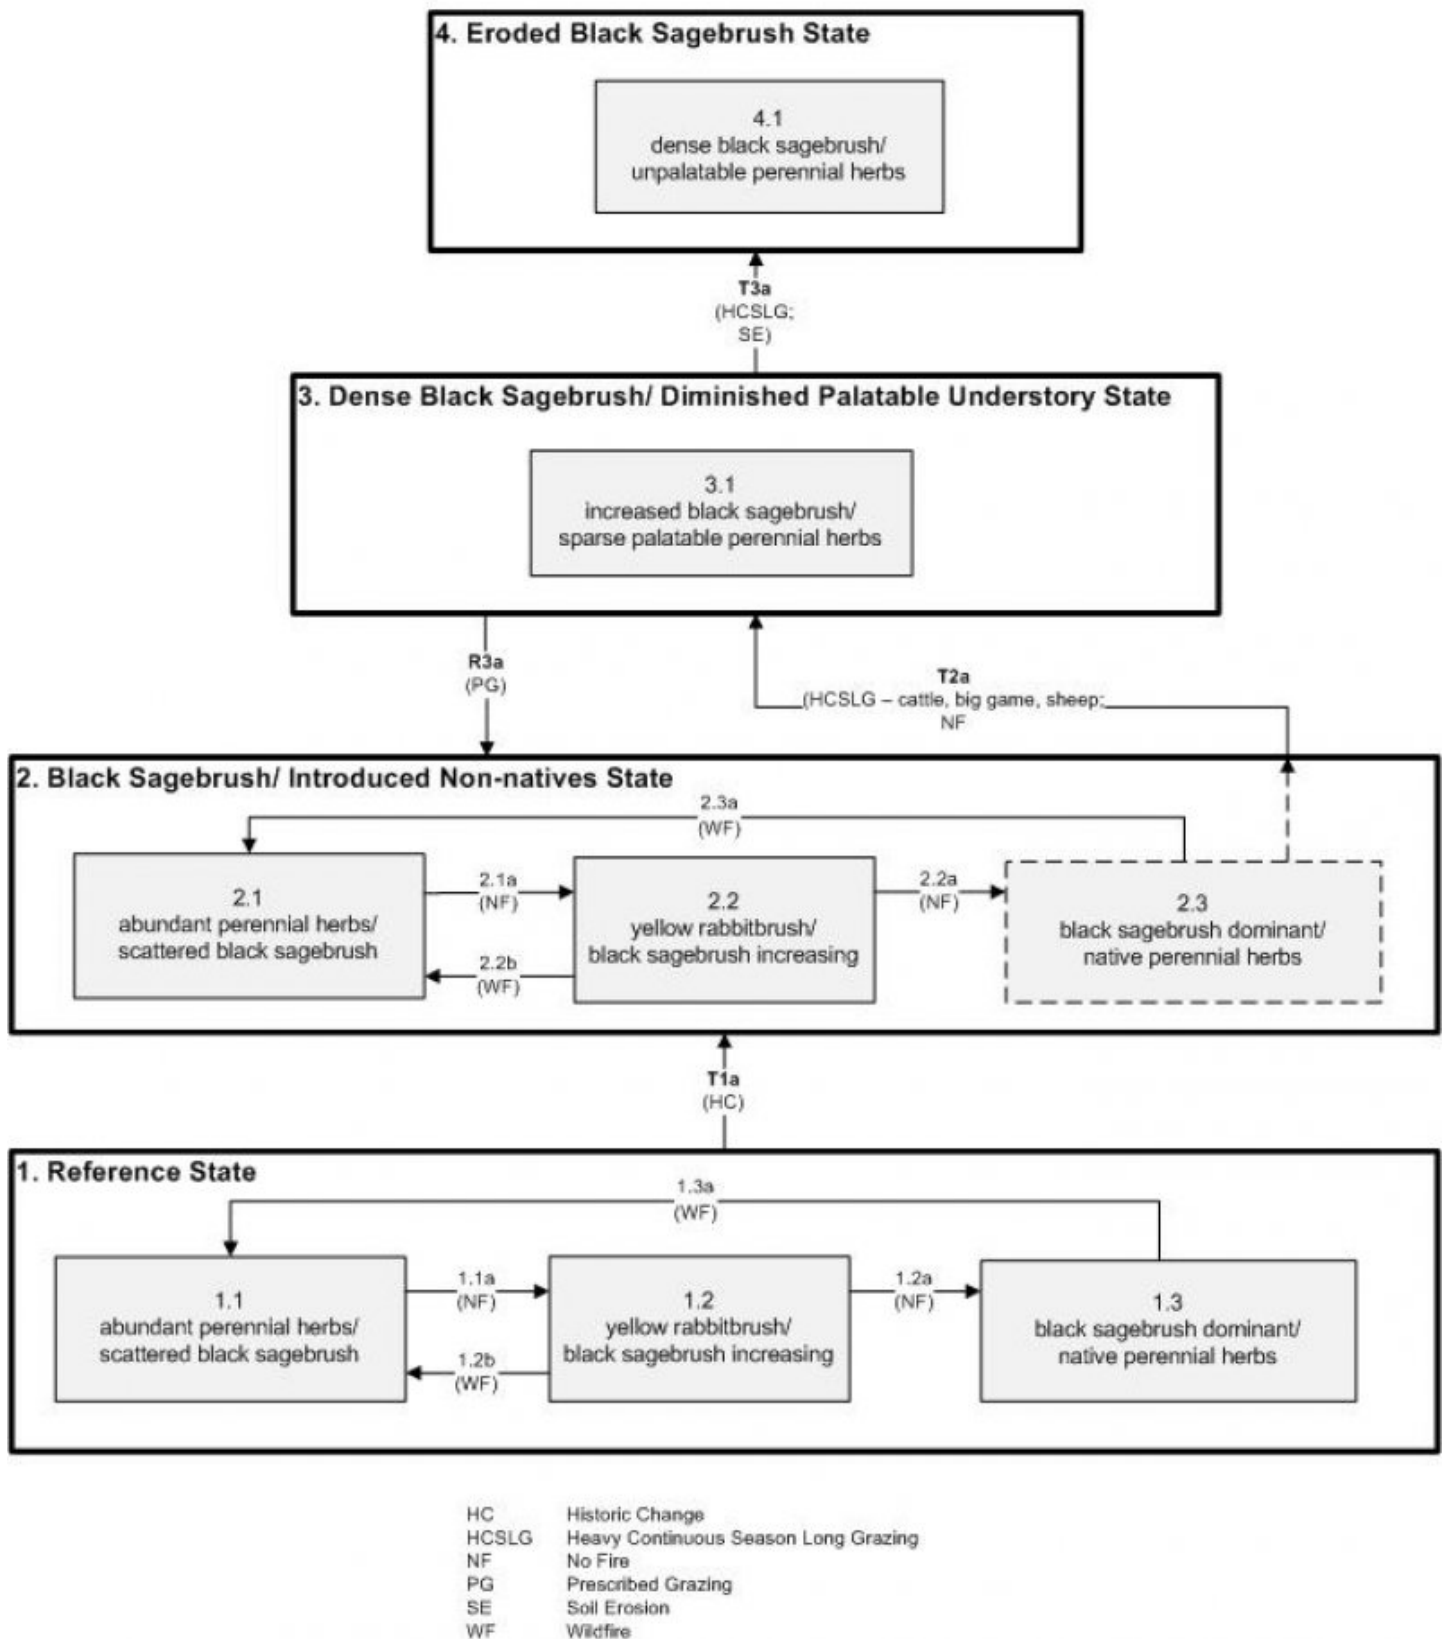 4. Eroded Black Sagebrush State
4.1
dense black sagebrush/
unpalatable perennial herbs
T3a
(HCSLG;
SE)
3. Dense Black Sagebrush/ Diminished Palatable Understory State
3.1
increased black sagebrush/
sparse palatable perennial herbs
R3a
(PG)
T2a
(HCSLG – cattle, big game, sheep;
NF
2. Black Sagebrush/ Introduced Non-natives State
2.3a
(WF)
2.1
abundant perennial herbs/
scattered black sagebrush
2.1a
(NF)
2.2b
(WF)
2.2
yellow rabbitbrush/
black sagebrush increasing
2.2a
(NF)
2.3
black sagebrush dominant/
native perennial herbs
T1a
(HC)
1. Reference State
1.3a
(WF)
1.1
abundant perennial herbs/
scattered black sagebrush
1.1a
(NF)
1.2b
(WF)
1.2
yellow rabbitbrush/
black sagebrush increasing
1.2a
(NF)
1.3
black sagebrush dominant/
native perennial herbs
HC Historic Change
HCSLG Heavy Continuous Season Long Grazing
NF No Fire
PG Prescribed Grazing
SE Soil Erosion
WF Wildfire